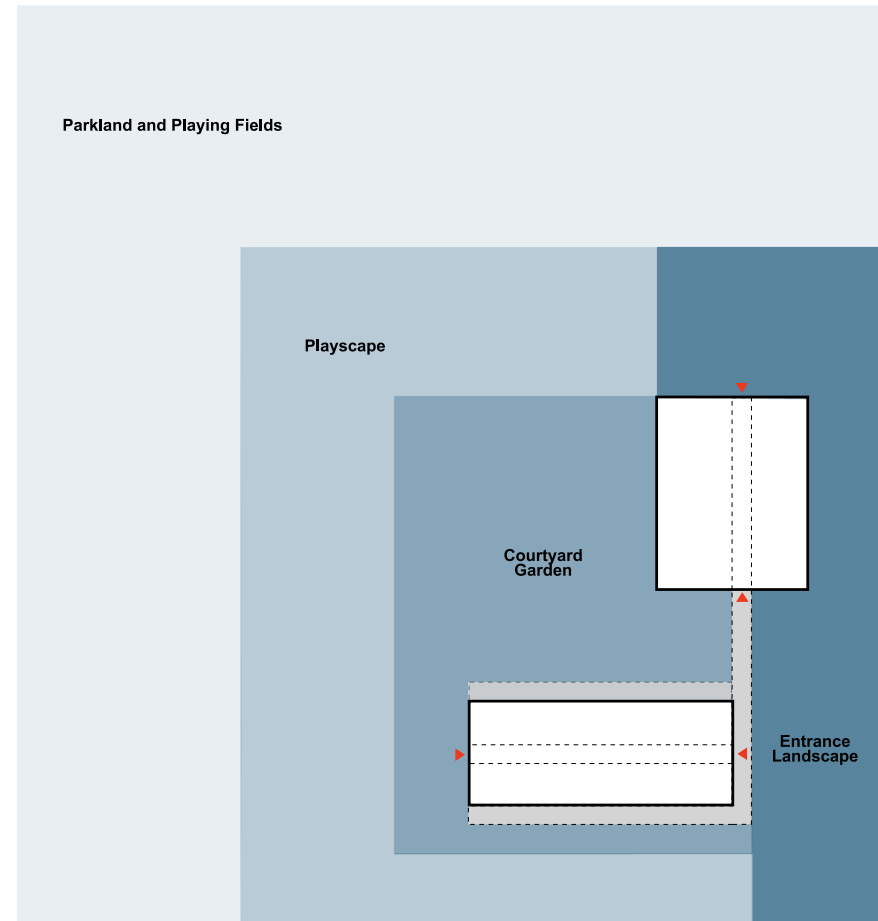 Parkland and Playing Fields
Playscape
Courtyard
Garden
Entrance
Landscape